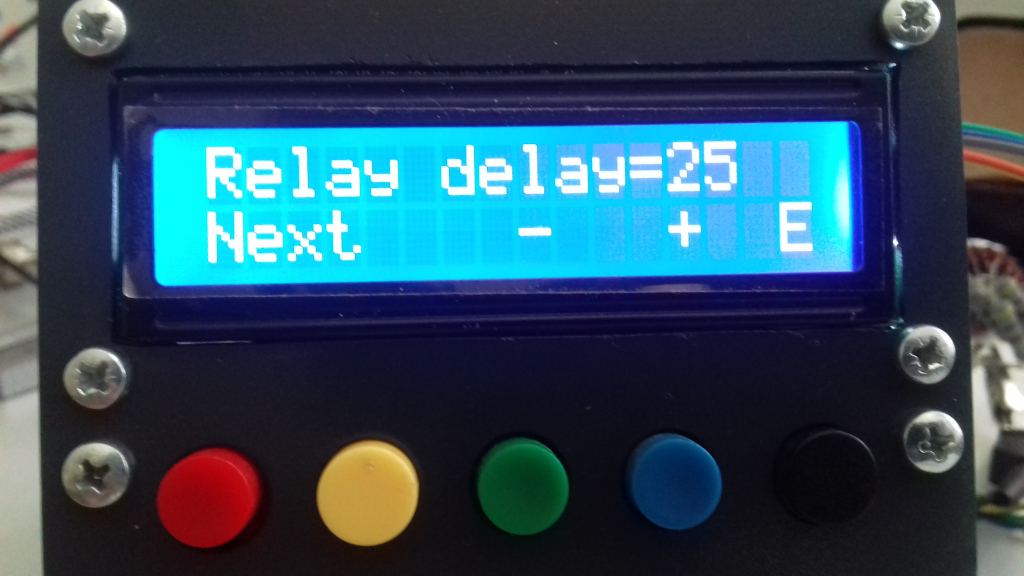 Relay delay=25
Next - + E